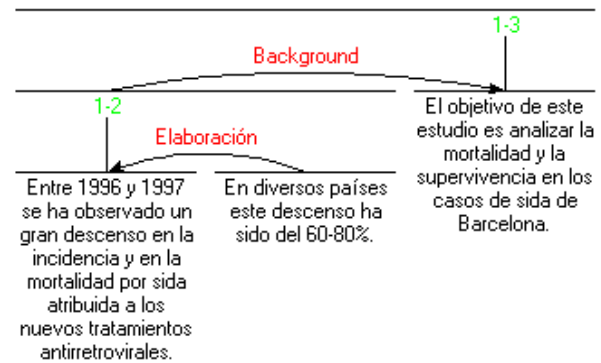 1-3
Background
1-2
El objetivo de este
estudio es analizar la
mortalidad y la
supervivencia en los
casos de sida de
Barcelona.
Elaboración
Entre 1996 y 1997
se ha observado un
gran descenso en la
incidencia y en la
mortalidad por sida
atribuida a los
nuevos tratamientos
antirretrovirales.
En diversos países
este descenso ha
sido del 60-80%.